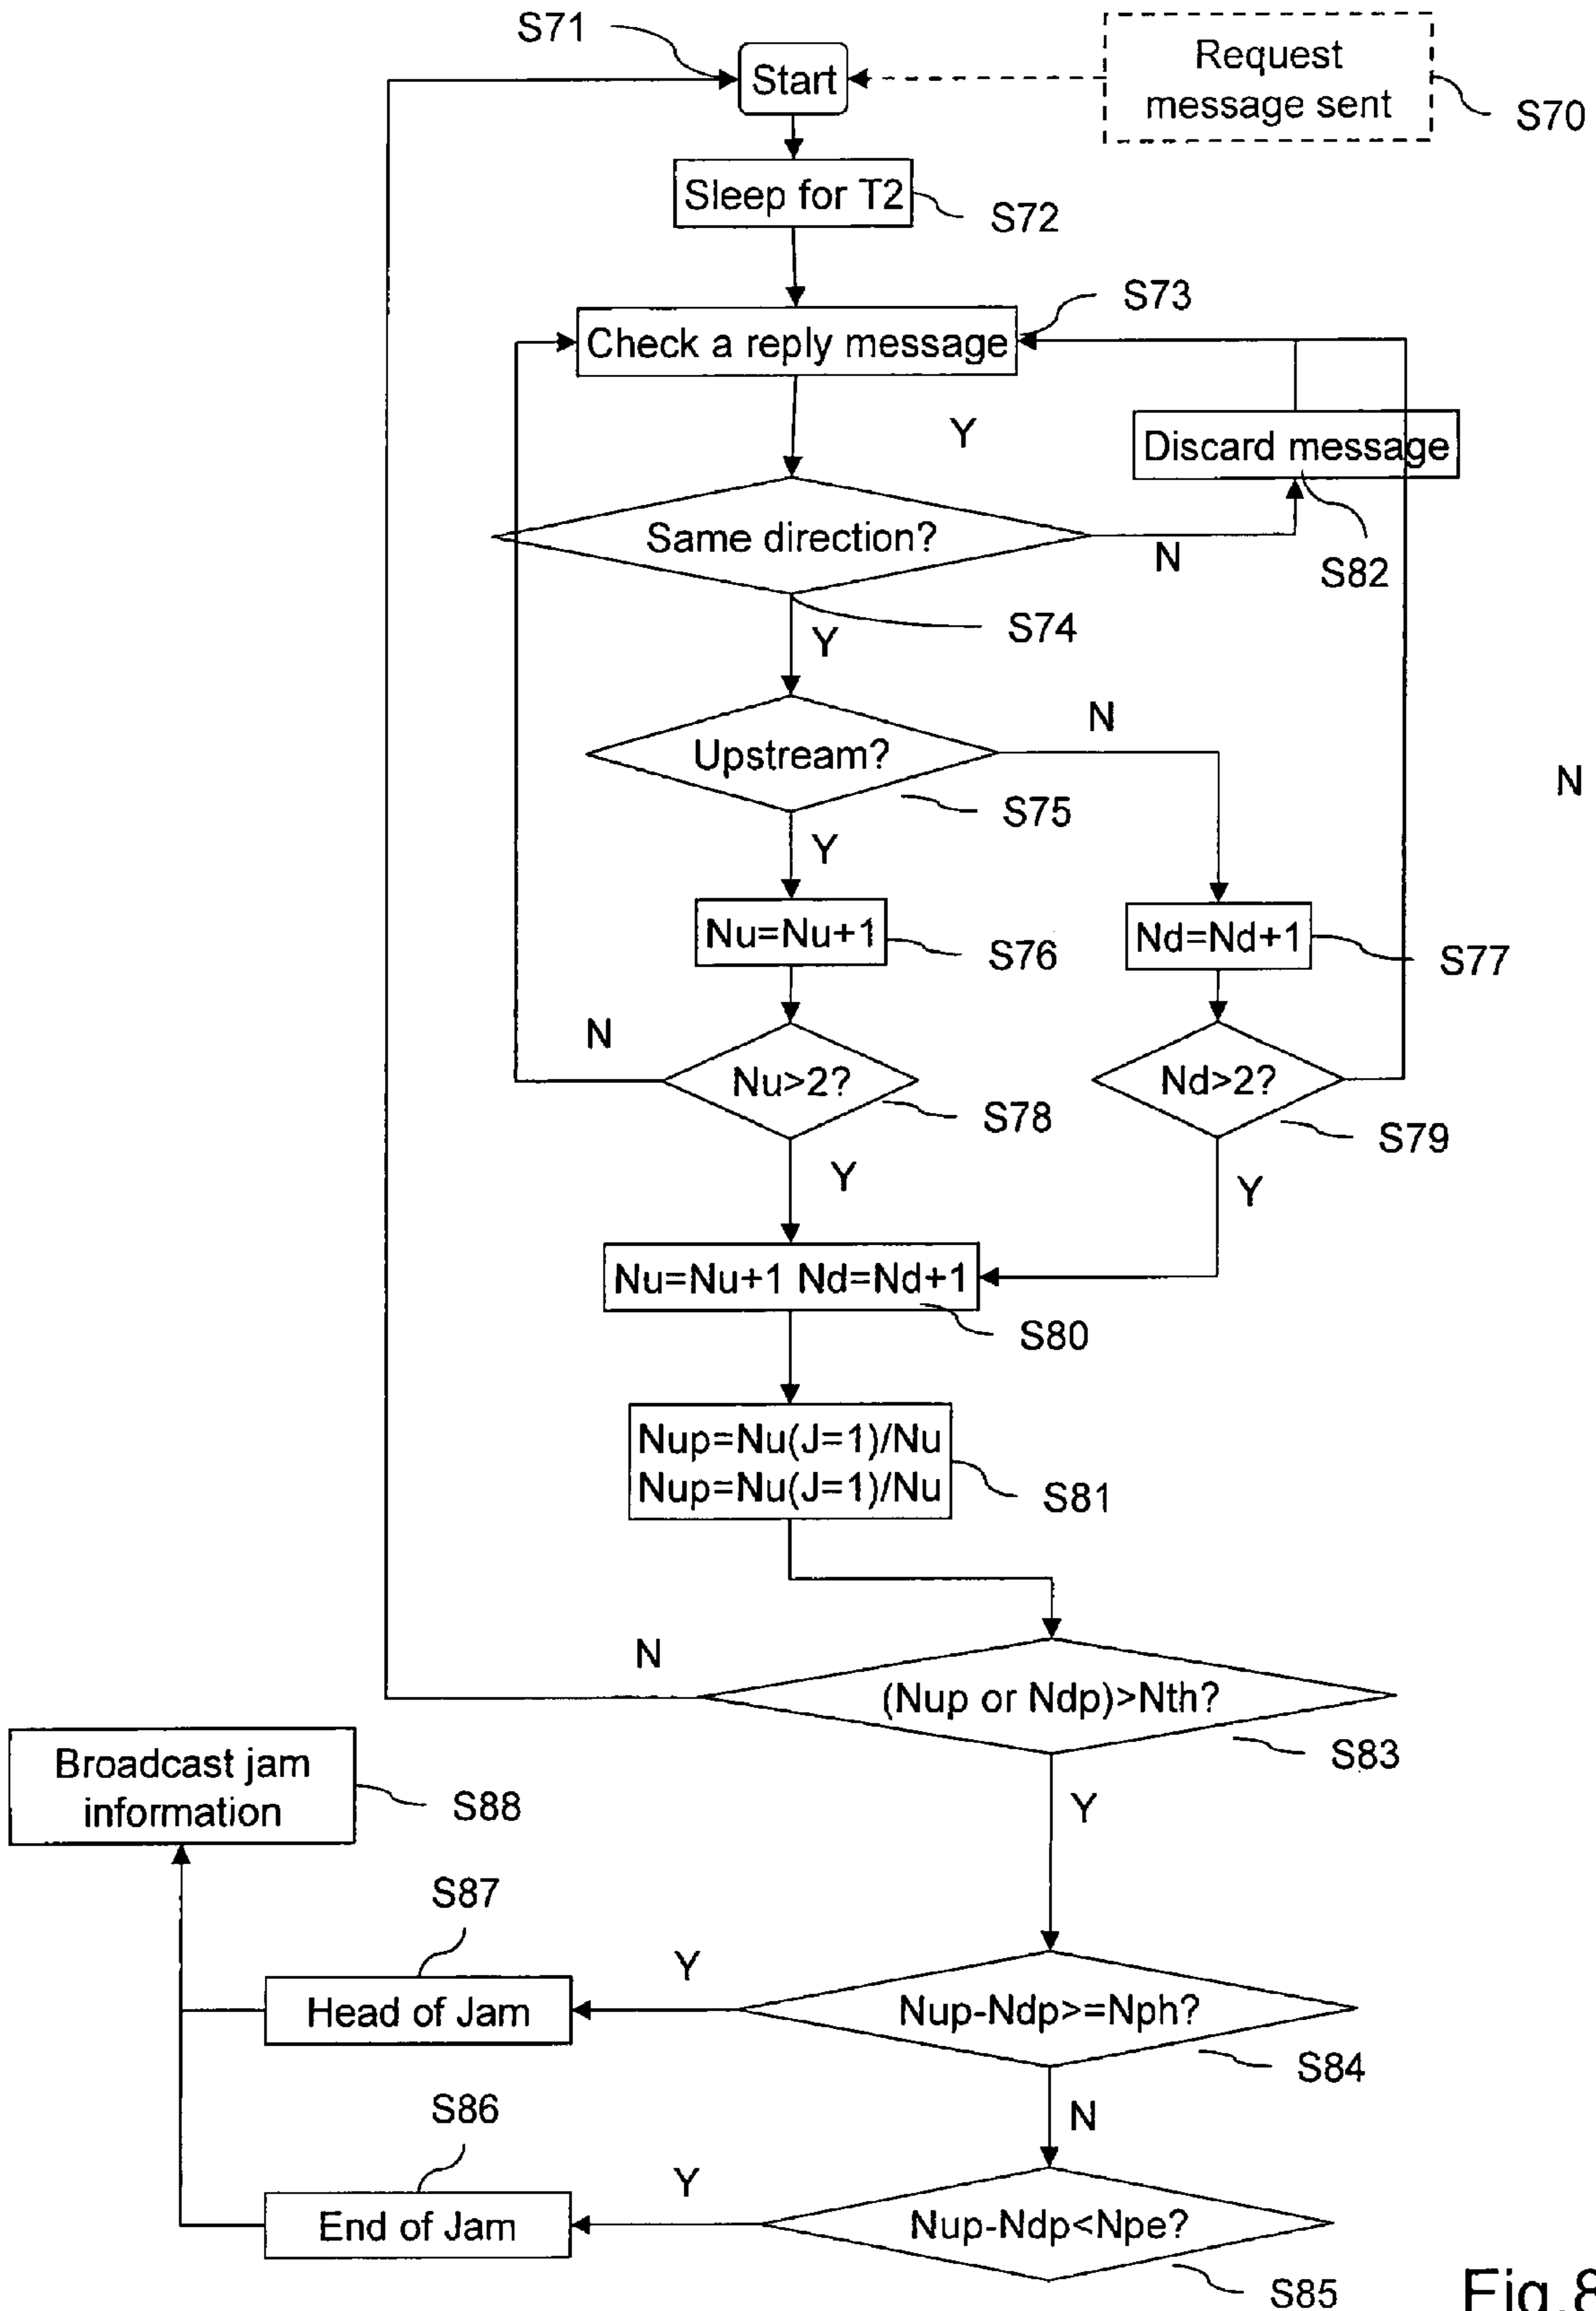 S71
Start
Request
message sent
S70
Sleep for T2
S72
S73
Check a reply message
Y
Discard message
Same direction?
N
S82
S74
Y
N
Upstream?
N
S75
Y
Nu=Nu+1
S76
Nd=Nd+1
S77
N
Nu>2?
S78
Nd>2?
S79
Y
Y
Nu=Nu+1 Nd=Nd+1
S80
Nup=Nu(J=1)/Nu
Nup=Nu(J=1)/Nu
S81
N
(Nup or Ndp)>Nth?
S83
Broadcast jam
information
S88
Y
S87
Y
Head of Jam
Nup-Ndp>=Nph?
S84
S86
N
Y
End of Jam
Nup-Ndp<Npe?
S85
Fig.8